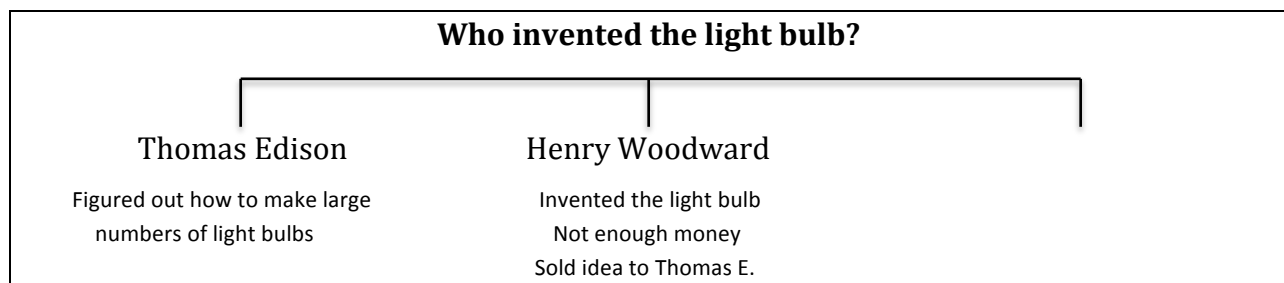 Who invented the light bulb?
Thomas Edison
Figured out how to make large
numbers of light bulbs
Henry Woodward
Invented the light bulb
Not enough money
Sold idea to Thomas E.